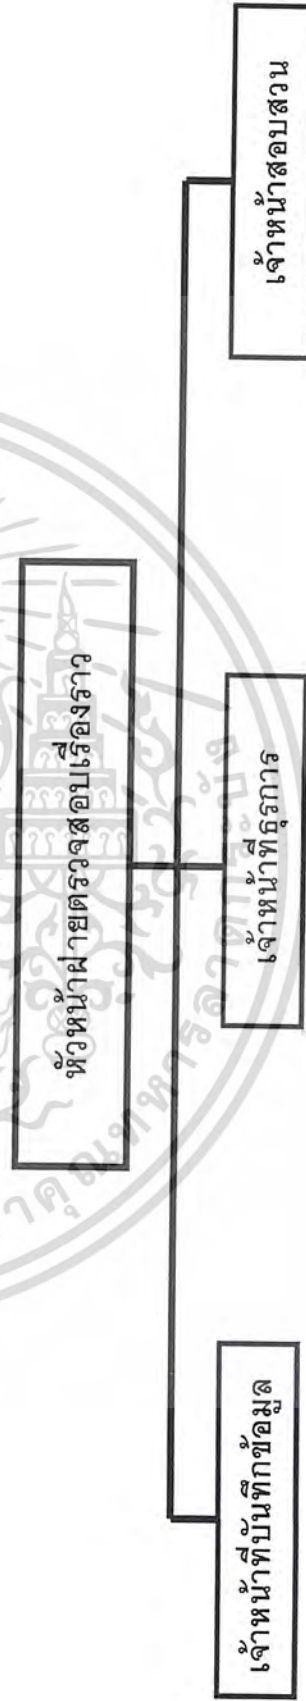 หัวหน้าฝ่ายตรวจสอบเรื่องราว
เจ้าหน้าที่บันทึกข้อมูล
เจ้าหน้าที่ธุรการ
เจ้าหน้าสอบสวน